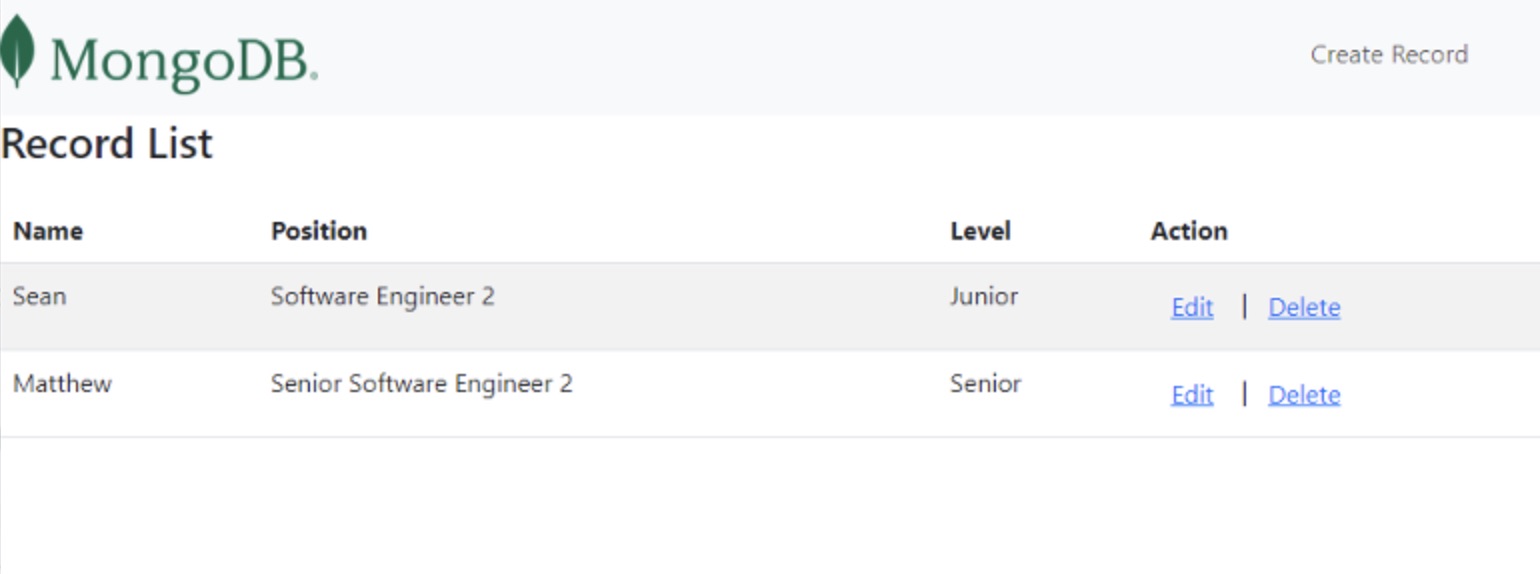 MongoDB.
Create Record
Record List
Name Position Level Action
Sean Software Engineer 2 Junior Edit | Delete
Matthew Senior Software Engineer 2 Senior Edit | Delete